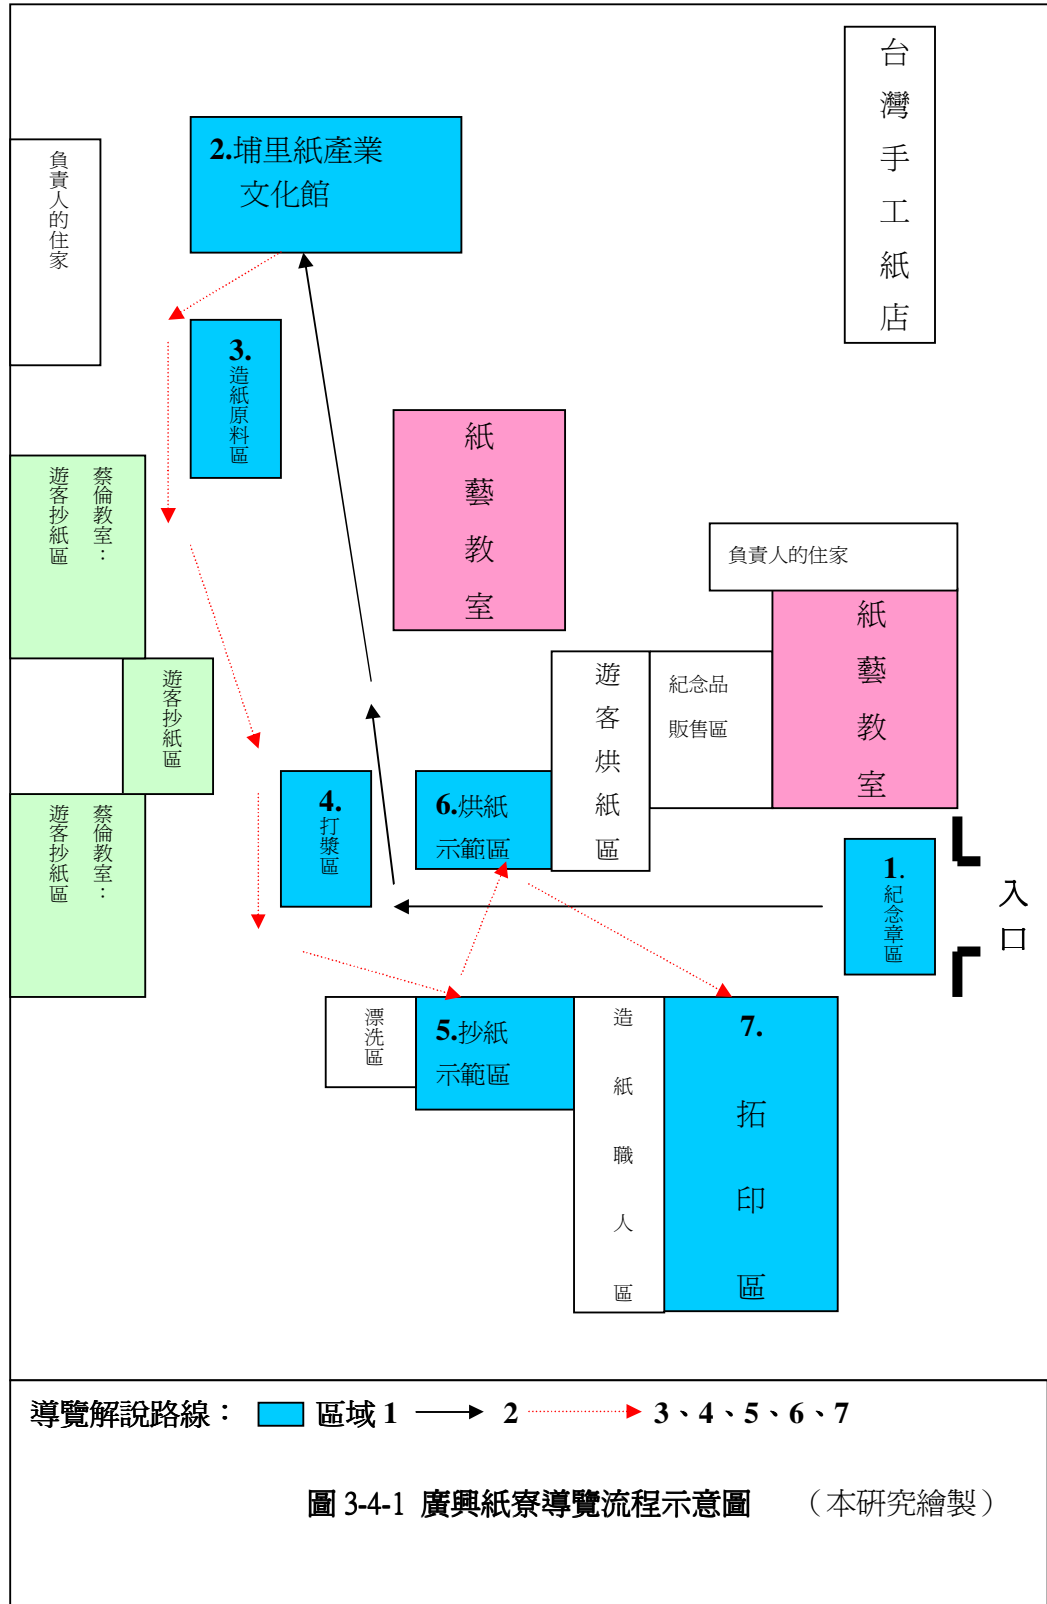 台灣手工紙店
2.埔里紙產業
文化館
負責人的住家
3.
造紙原料區
紙藝教室
蔡倫教室：
遊客抄紙區
負責人的住家
紙藝教室
遊客烘紙區
紀念品
販售區
遊客抄紙區
4.
打漿區
6.烘紙
示範區
蔡倫教室：
遊客抄紙區
1.
紀念章區
入口
漂洗區
5.抄紙
示範區
造紙職人區
7.
拓印區
導覽解說路線： 區域 1 2 3、4、5、6、7
圖 3-4-1 廣興紙寮導覽流程示意圖 （本研究繪製）